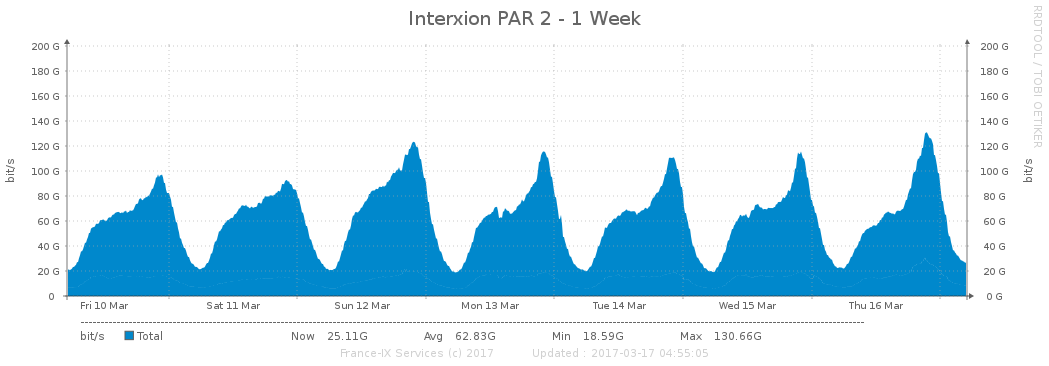 Interxion PAR 2 - 1 Week
RRDTOOL / TOBI OETIKER
bit/s
200 G
180 G
160 G
140 G
120 G
100 G
80 G
60 G
40 G
20 G
0
200 G
180 G
160 G
140 G
120 G
100 G
80 G
60 G
40 G
20 G
0 G
bit/s
Fri 10 Mar Sat 11 Mar Sun 12 Mar Mon 13 Mar Tue 14 Mar Wed 15 Mar Thu 16 Mar
bit/s Total Now 25.11G Avg 62.83G Min 18.59G Max 130.66G
France-IX Services (c) 2017 Updated : 2017-03-17 04:55:05